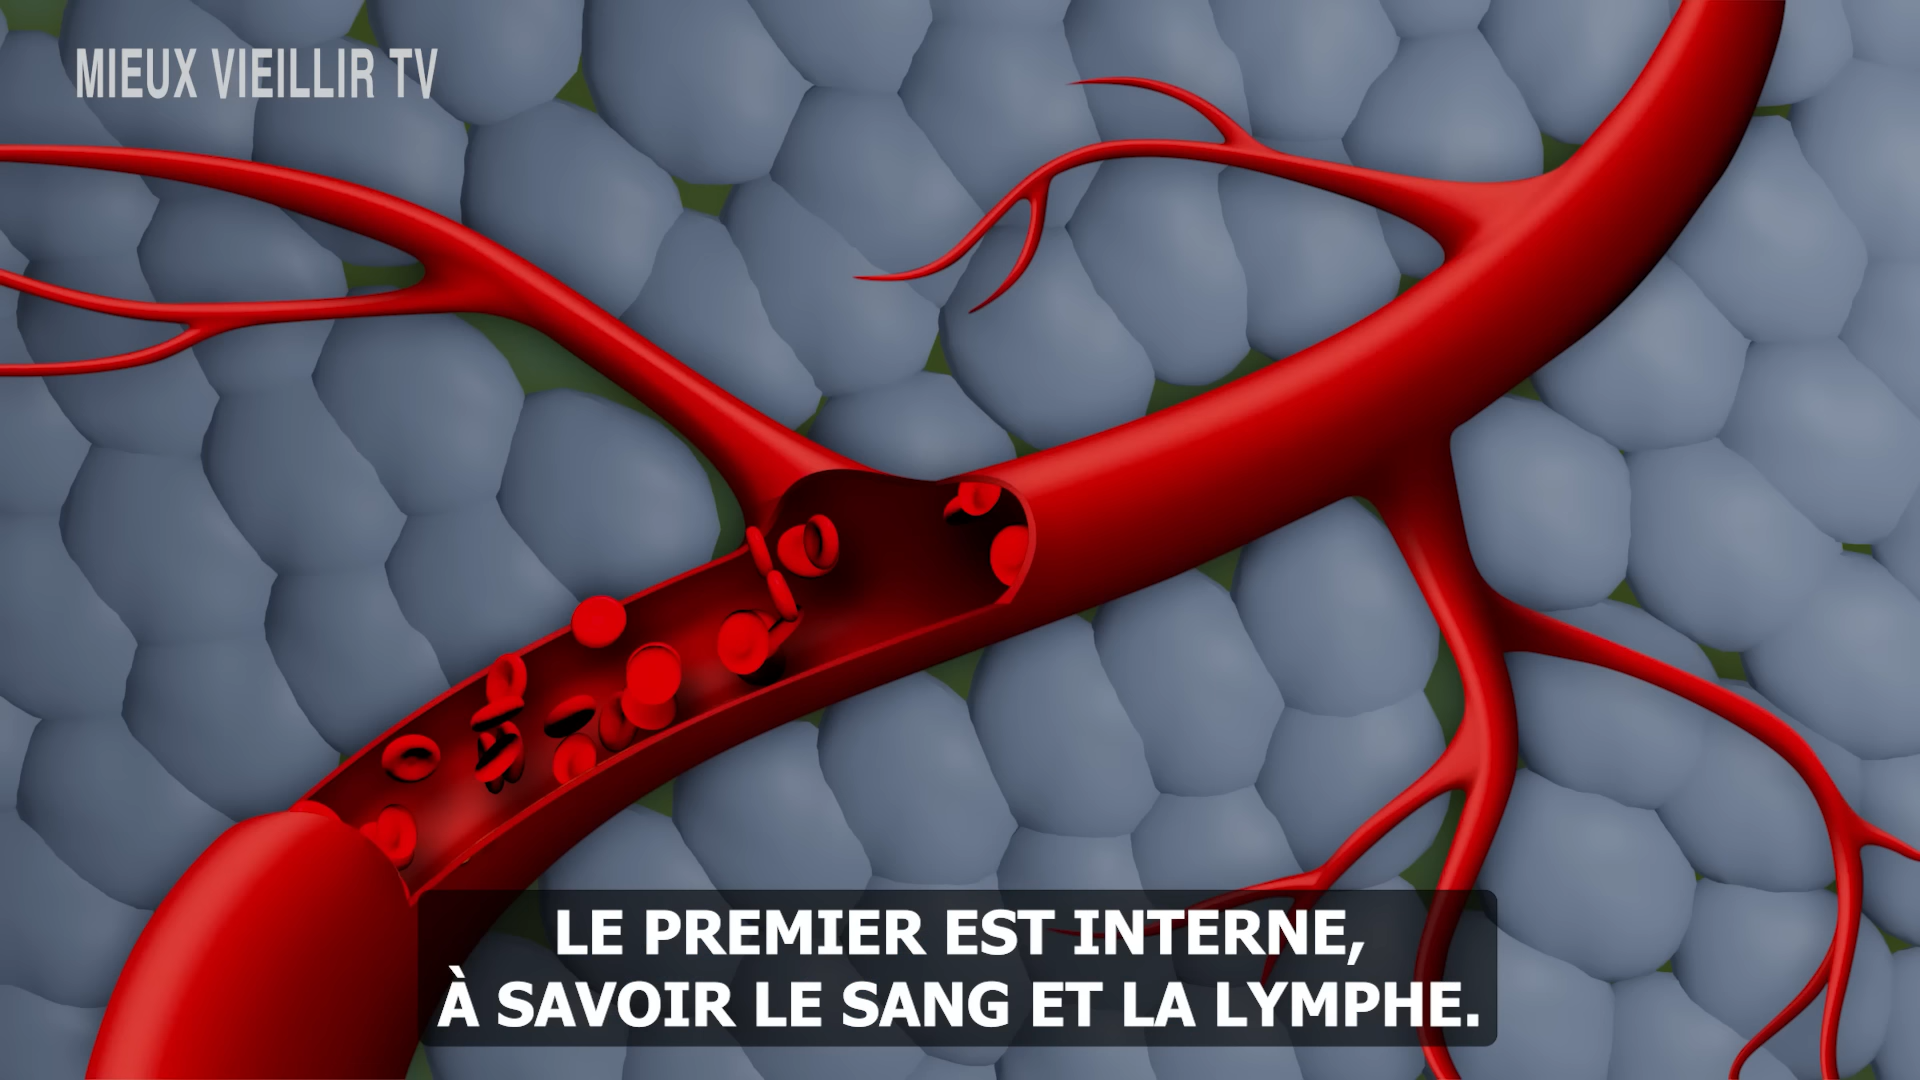 MIEUX VIEILLIR TV
LE PREMIER EST INTERNE,
À SAVOIR LE SANG ET LA LYMPHE.